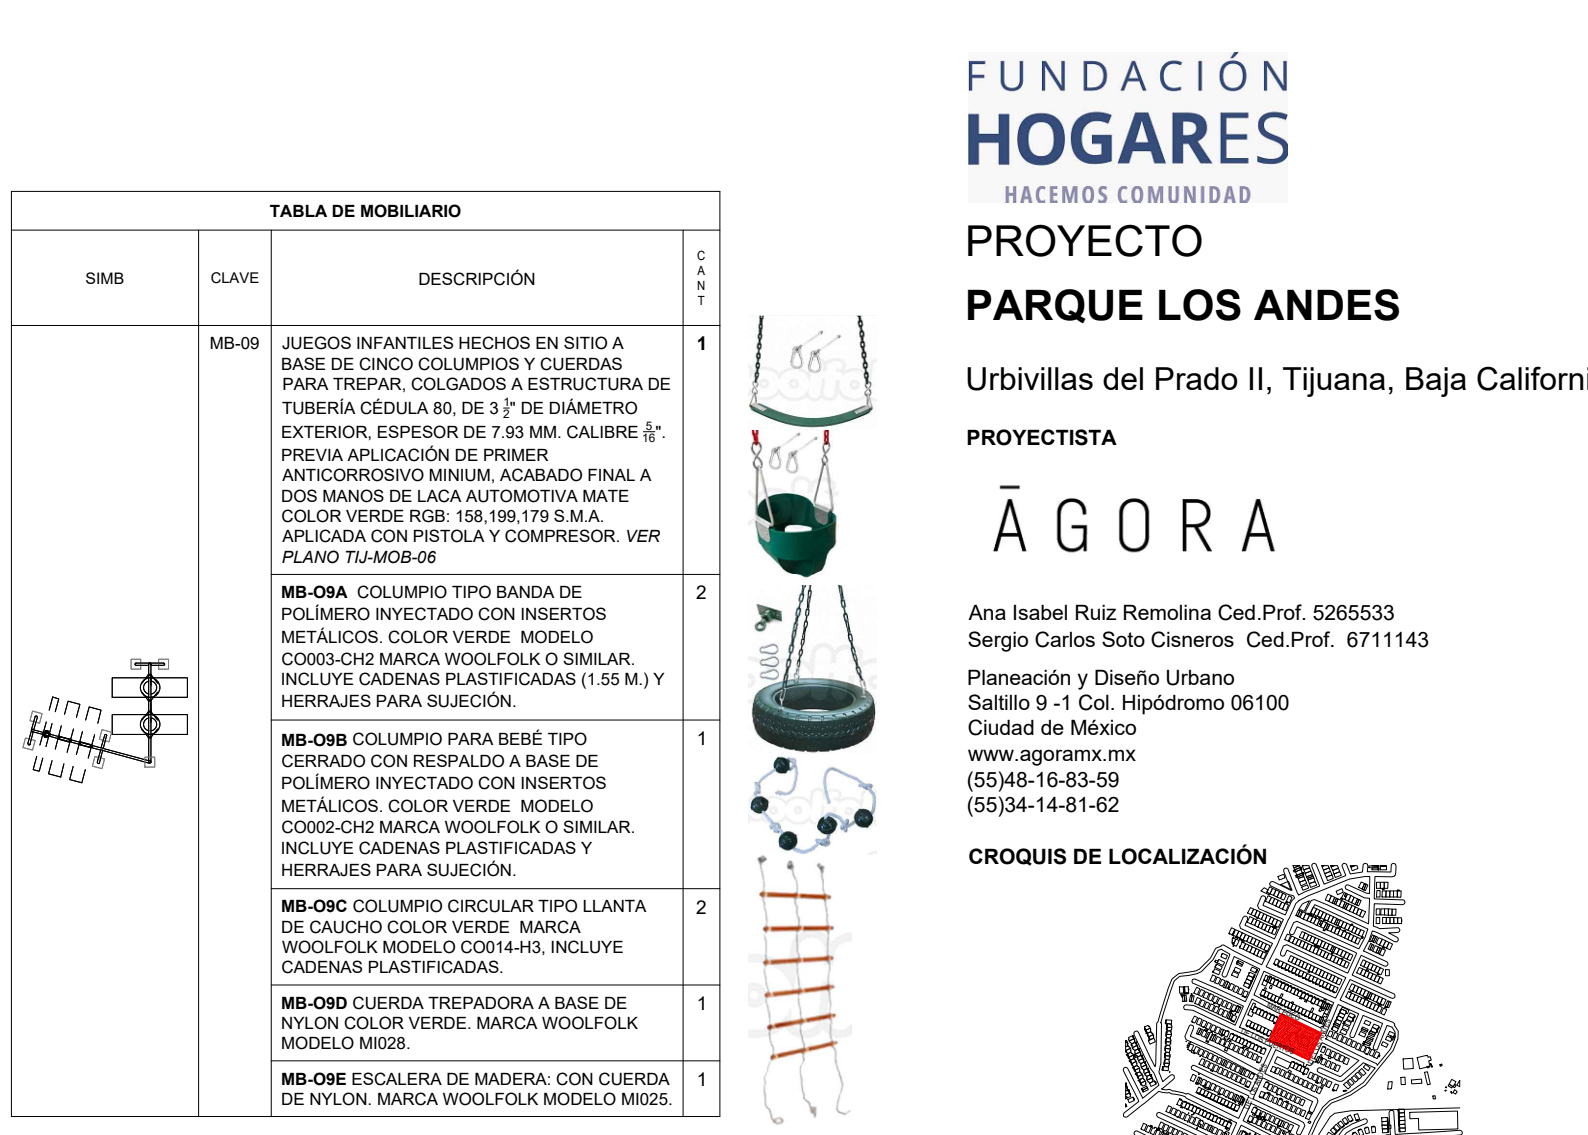 TABLA DE MOBILIARIO
SIMB
CLAVE
DESCRIPCIÓN
CANT
MB-09
JUEGOS INFANTILES HECHOS EN SITIO A
BASE DE CINCO COLUMPIOS Y CUERDAS
PARA TREPAR, COLGADOS A ESTRUCTURA DE
TUBERÍA CÉDULA 80, DE 3 1/2" DE DIÁMETRO
EXTERIOR, ESPESOR DE 7.93 MM. CALIBRE 5/16".
PREVIA APLICACIÓN DE PRIMER
ANTICORROSIVO MINIUM, ACABADO FINAL A
DOS MANOS DE LACA AUTOMOTIVA MATE
COLOR VERDE RGB: 158,199,179 S.M.A.
APLICADA CON PISTOLA Y COMPRESOR. VER
PLANO TIJ-MOB-06
1
MB-O9A COLUMPIO TIPO BANDA DE
POLÍMERO INYECTADO CON INSERTOS
METÁLICOS. COLOR VERDE MODELO
CO003-CH2 MARCA WOOLFOLK O SIMILAR.
INCLUYE CADENAS PLASTIFICADAS (1.55 M.) Y
HERRAJES PARA SUJECIÓN.
2
MB-O9B COLUMPIO PARA BEBÉ TIPO
CERRADO CON RESPALDO A BASE DE
POLÍMERO INYECTADO CON INSERTOS
METÁLICOS. COLOR VERDE MODELO
CO002-CH2 MARCA WOOLFOLK O SIMILAR.
INCLUYE CADENAS PLASTIFICADAS Y
HERRAJES PARA SUJECIÓN.
1
MB-O9C COLUMPIO CIRCULAR TIPO LLANTA
DE CAUCHO COLOR VERDE MARCA
WOOLFOLK MODELO CO014-H3, INCLUYE
CADENAS PLASTIFICADAS.
2
MB-O9D CUERDA TREPADORA A BASE DE
NYLON COLOR VERDE. MARCA WOOLFOLK
MODELO MI028.
1
MB-O9E ESCALERA DE MADERA: CON CUERDA
DE NYLON. MARCA WOOLFOLK MODELO MI025.
1
FUNDACIÓN
HOGARES
HACEMOS COMUNIDAD
PROYECTO
PARQUE LOS ANDES
Urbivillas del Prado II, Tijuana, Baja Californi
PROYECTISTA
ĀGORA
Ana Isabel Ruiz Remolina Ced.Prof. 5265533
Sergio Carlos Soto Cisneros Ced.Prof. 6711143
Planeación y Diseño Urbano
Saltillo 9 -1 Col. Hipódromo 06100
Ciudad de México
www.agoramx.mx
(55)48-16-83-59
(55)34-14-81-62
CROQUIS DE LOCALIZACIÓN